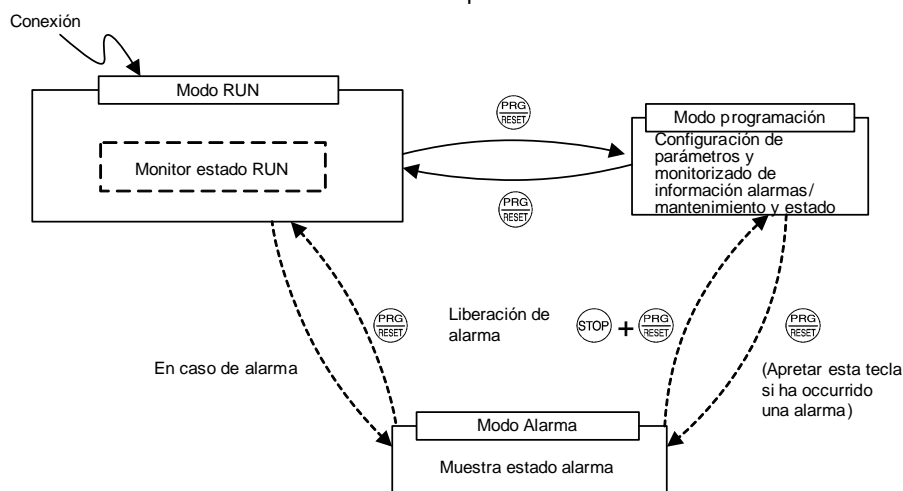 Conexión
Modo RUN
Monitor estado RUN
PRG
RESET
PRG
RESET
Modo programación
Configuración de
parámetros y
monitorizado de
información alarmas/
mantenimiento y estado
En caso de alarma
PRG
RESET
Liberación de
alarma
STOP + PRG
RESET
PRG
RESET
(Apretar esta tecla
si ha occurrido
una alarma)
Modo Alarma
Muestra estado alarma